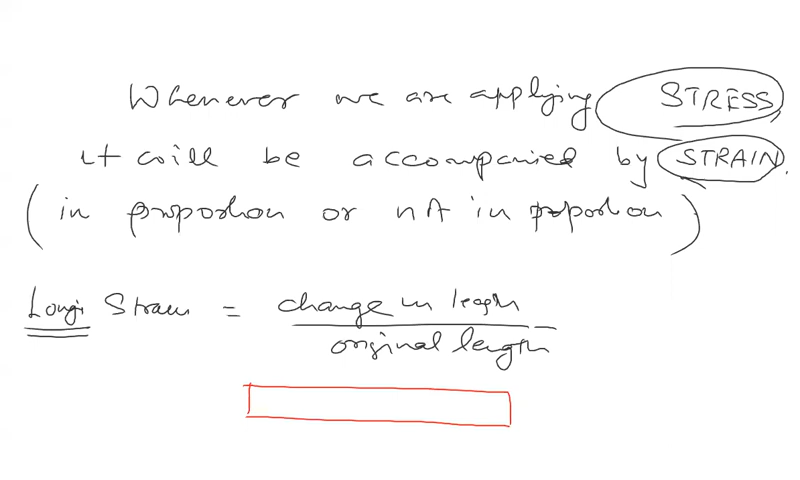 Whenever we are applying STRESS
it will be accompanied by STRAIN.
(in proportion or not in proportion)
Longi Strain = change in length
original length